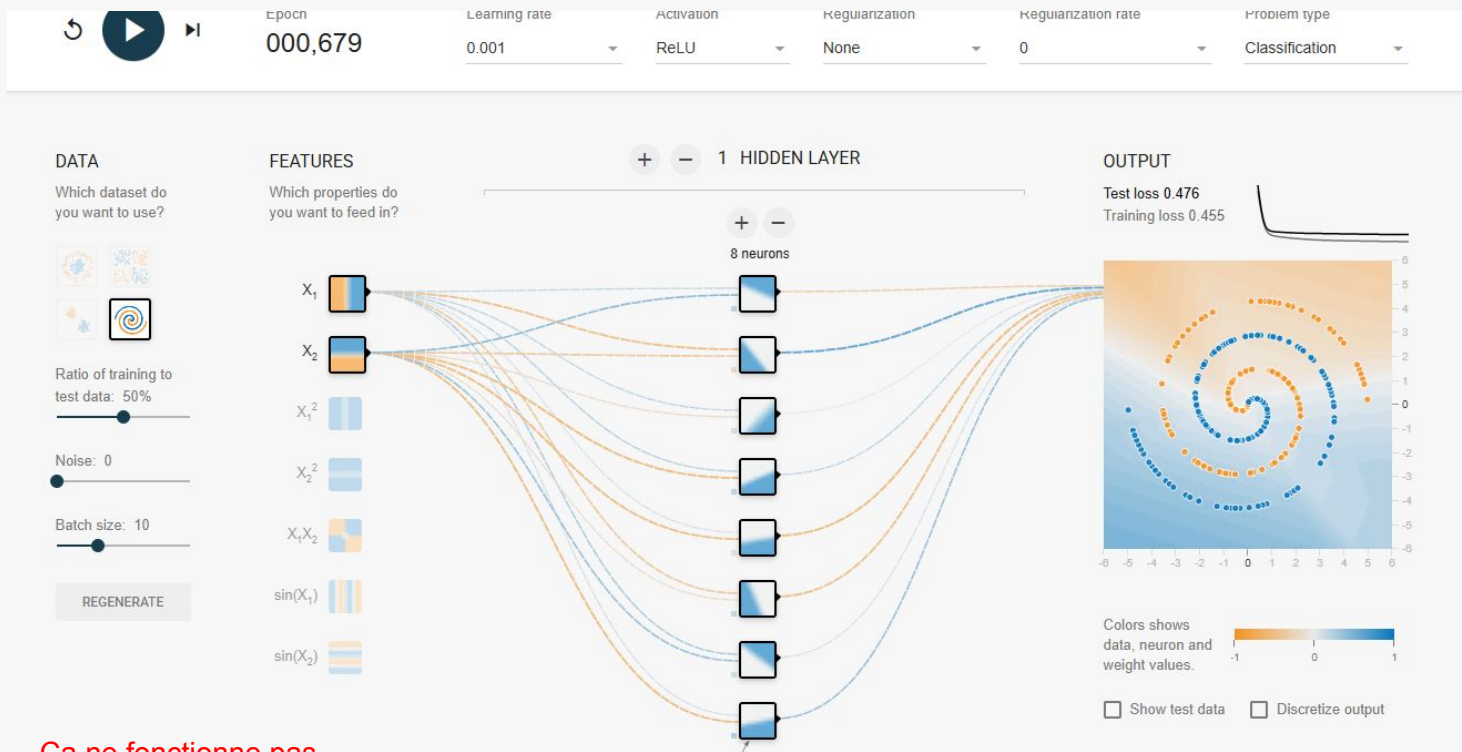 Epoch
Learning rate
Activation
Regularization
Regularization rate
Problem type
000,679
0.001
ReLU
None
0
Classification
DATA
Which dataset do
you want to use?
Ratio of training to
test data: 50%
Noise: 0
Batch size: 10
REGENERATE
FEATURES
Which properties do
you want to feed in?
X1
X2
X1²
X2²
X1X2
sin(X1)
sin(X2)
+ − 1 HIDDEN LAYER
+ −
8 neurons
OUTPUT
Test loss 0.476
Training loss 0.455
6
5
4
3
2
1
0
-1
-2
-3
-4
-5
-6
-6 -5 -4 -3 -2 -1 0 1 2 3 4 5 6
Colors shows
data, neuron and
weight values.
-1 0 1
Show test data
Discretize output
Ca ne fonctionne pas